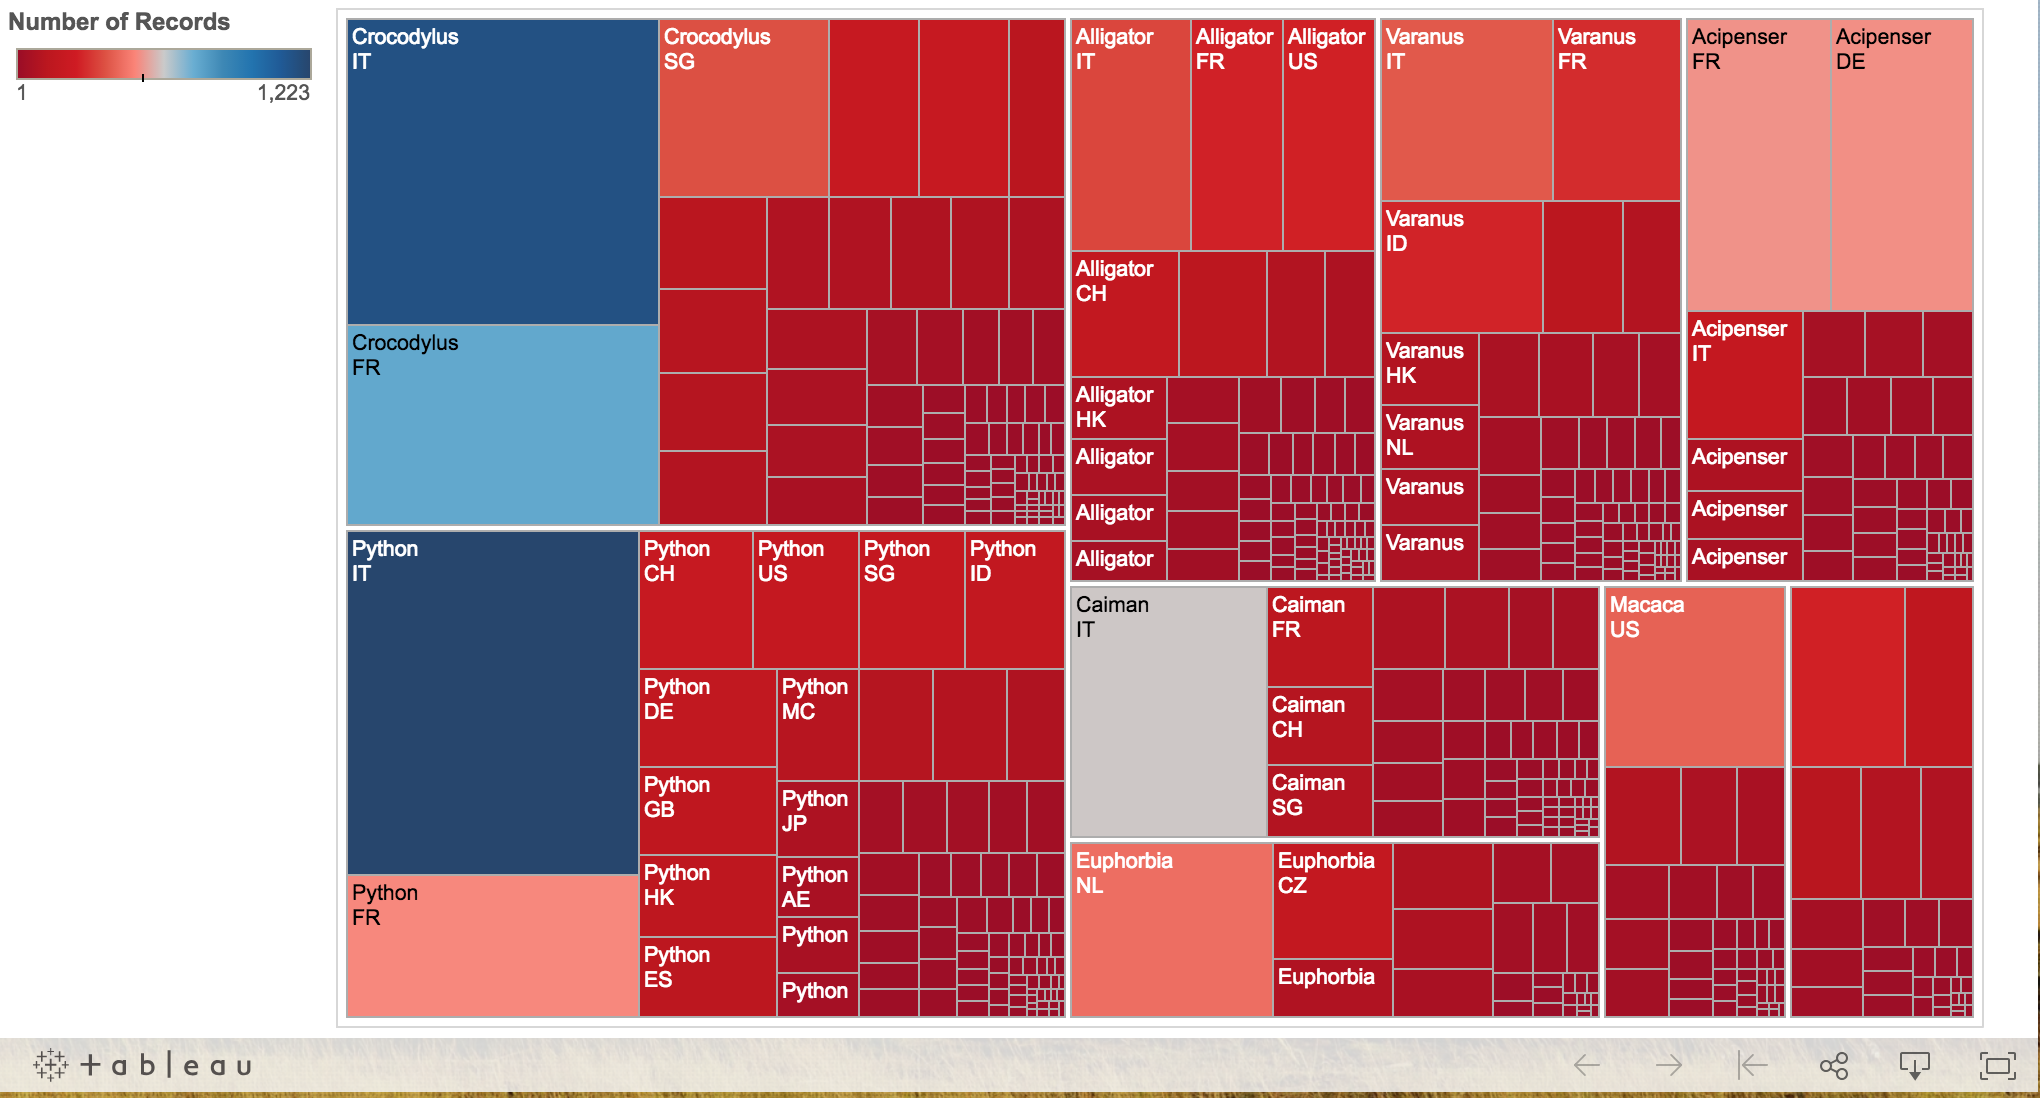 Number of Records
1
1,223
Crocodylus
IT
Crocodylus
SG
Crocodylus
FR
Python
IT
Python
FR
Python
CH
Python
US
Python
SG
Python
ID
Python
DE
Python
MC
Python
GB
Python
JP
Python
HK
Python
AE
Python
ES
Python
Python
Alligator
IT
Alligator
FR
Alligator
US
Alligator
CH
Alligator
HK
Alligator
Alligator
Alligator
Varanus
IT
Varanus
FR
Varanus
ID
Varanus
HK
Varanus
NL
Varanus
Varanus
Acipenser
FR
Acipenser
DE
Acipenser
IT
Acipenser
Acipenser
Acipenser
Caiman
IT
Caiman
FR
Caiman
CH
Caiman
SG
Macaca
US
Euphorbia
NL
Euphorbia
CZ
Euphorbia
+ableau